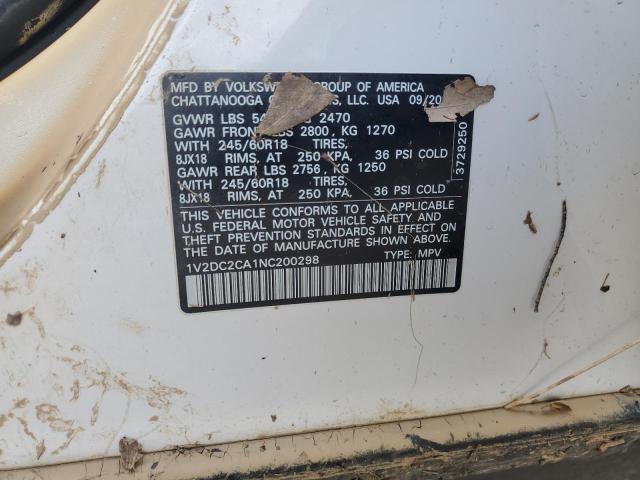 MFD BY VOLKSW GROUP OF AMERICA
CHATTANOOGA S, LLC. USA 09/20
GVWR LBS 2470
GAWR FRONT LBS 2800, KG 1270
WITH 245/60R18 TIRES,
8JX18 RIMS, AT 250 KPA, 36 PSI COLD
GAWR REAR LBS 2756, KG 1250
WITH 245/60R18 TIRES,
8JX18 RIMS, AT 250 KPA, 36 PSI COLD
THIS VEHICLE CONFORMS TO ALL APPLICABLE
U.S. FEDERAL MOTOR VEHICLE SAFETY AND
THEFT PREVENTION STANDARDS IN EFFECT ON
THE DATE OF MANUFACTURE SHOWN ABOVE.
1V2DC2CA1NC200298 TYPE: MPV
3729250